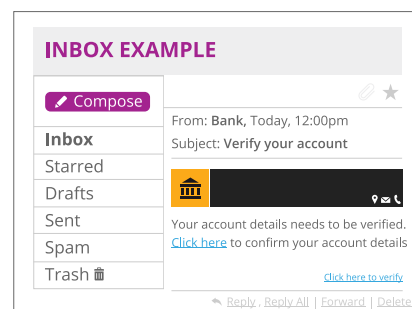 INBOX EXAMPLE
Compose
Inbox
Starred
Drafts
Sent
Spam
Trash
From: Bank, Today, 12:00pm
Subject: Verify your account
Your account details needs to be verified.
Click here to confirm your account details
Click here to verify
Reply , Reply All | Forward | Delete